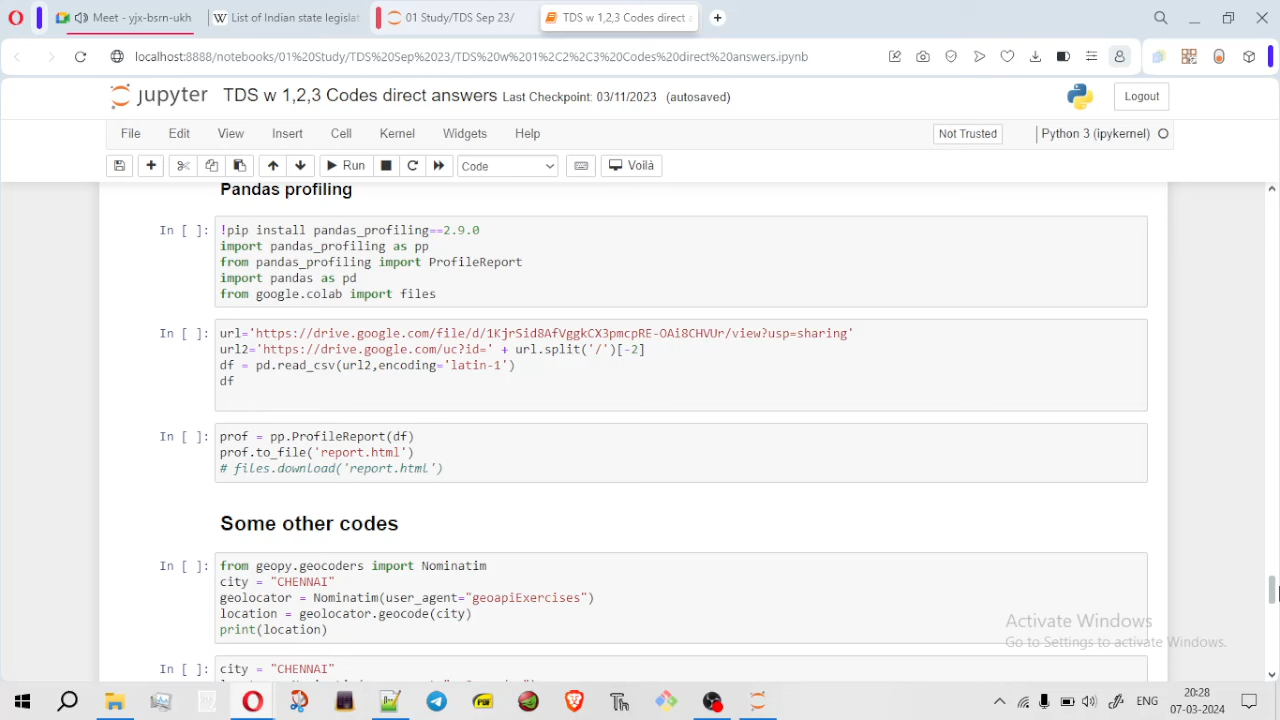 Meet - yjx-bsrn-ukh
List of Indian state legislat
01 Study/TDS Sep 23/
TDS w 1,2,3 Codes direct a
localhost:8888/notebooks/01%20Study/TDS%20Sep%2023/TDS%20w%201%2C2%2C3%20Codes%20direct%20answers.ipynb
jupyter TDS w 1,2,3 Codes direct answers Last Checkpoint: 03/11/2023 (autosaved)
Logout
File Edit View Insert Cell Kernel Widgets Help
Not Trusted
Python 3 (ipykernel)
Run
Code
Voilà
Pandas profiling
In [ ]: !pip install pandas_profiling==2.9.0
import pandas_profiling as pp
from pandas_profiling import ProfileReport
import pandas as pd
from google.colab import files
In [ ]: url='https://drive.google.com/file/d/1KjrSid8AfVggkCX3pmcpRE-OAi8CHVUr/view?usp=sharing'
url2='https://drive.google.com/uc?id=' + url.split('/')[-2]
df = pd.read_csv(url2,encoding='latin-1')
df
In [ ]: prof = pp.ProfileReport(df)
prof.to_file('report.html')
# files.download('report.html')
Some other codes
In [ ]: from geopy.geocoders import Nominatim
city = "CHENNAI"
geolocator = Nominatim(user_agent="geoapiExercises")
location = geolocator.geocode(city)
print(location)
In [ ]: city = "CHENNAI"
Activate Windows
Go to Settings to activate Windows.
ENG
20:28
07-03-2024